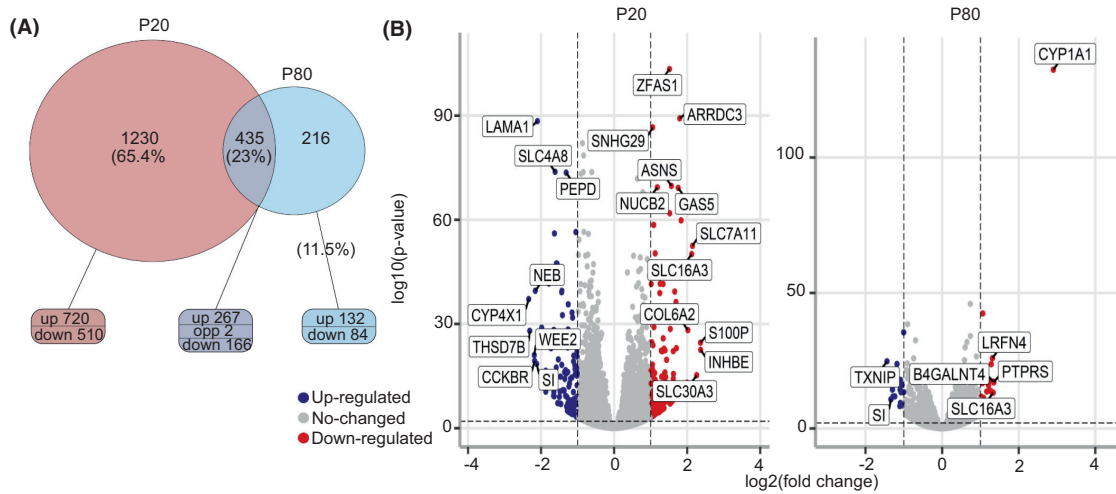 (A)
P20
P80
1230
(65.4%
435
(23%)
216
(11.5%)
up 720
down 510
up 267
opp 2
down 166
up 132
down 84
(B)
P20
log10(p-value)
90
60
30
0
-4
-2
0
2
4
ZFAS1
ARRDC3
LAMA1
SNHG29
SLC4A8
ASNS
PEPD
NUCB2
GAS5
SLC7A11
NEB
SLC16A3
CYP4X1
COL6A2
THSD7B
WEE2
S100P
INHBE
CCKBR
SI
SLC30A3
Up-regulated
No-changed
Down-regulated
P80
100
50
0
-2
0
2
4
CYP1A1
LRFN4
TXNIP
B4GALNT4
PTPRS
SI
SLC16A3
log2(fold change)